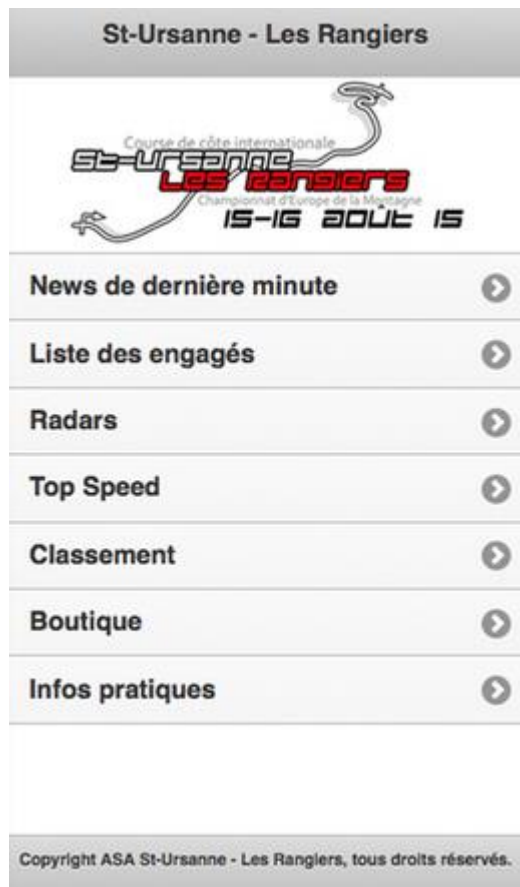 St-Ursanne - Les Rangiers
Course de côte internationale
St-Ursanne
Les Rangiers
Championnat d'Europe de la Montagne
15-16 août 15
News de dernière minute
Liste des engagés
Radars
Top Speed
Classement
Boutique
Infos pratiques
Copyright ASA St-Ursanne - Les Rangiers, tous droits réservés.